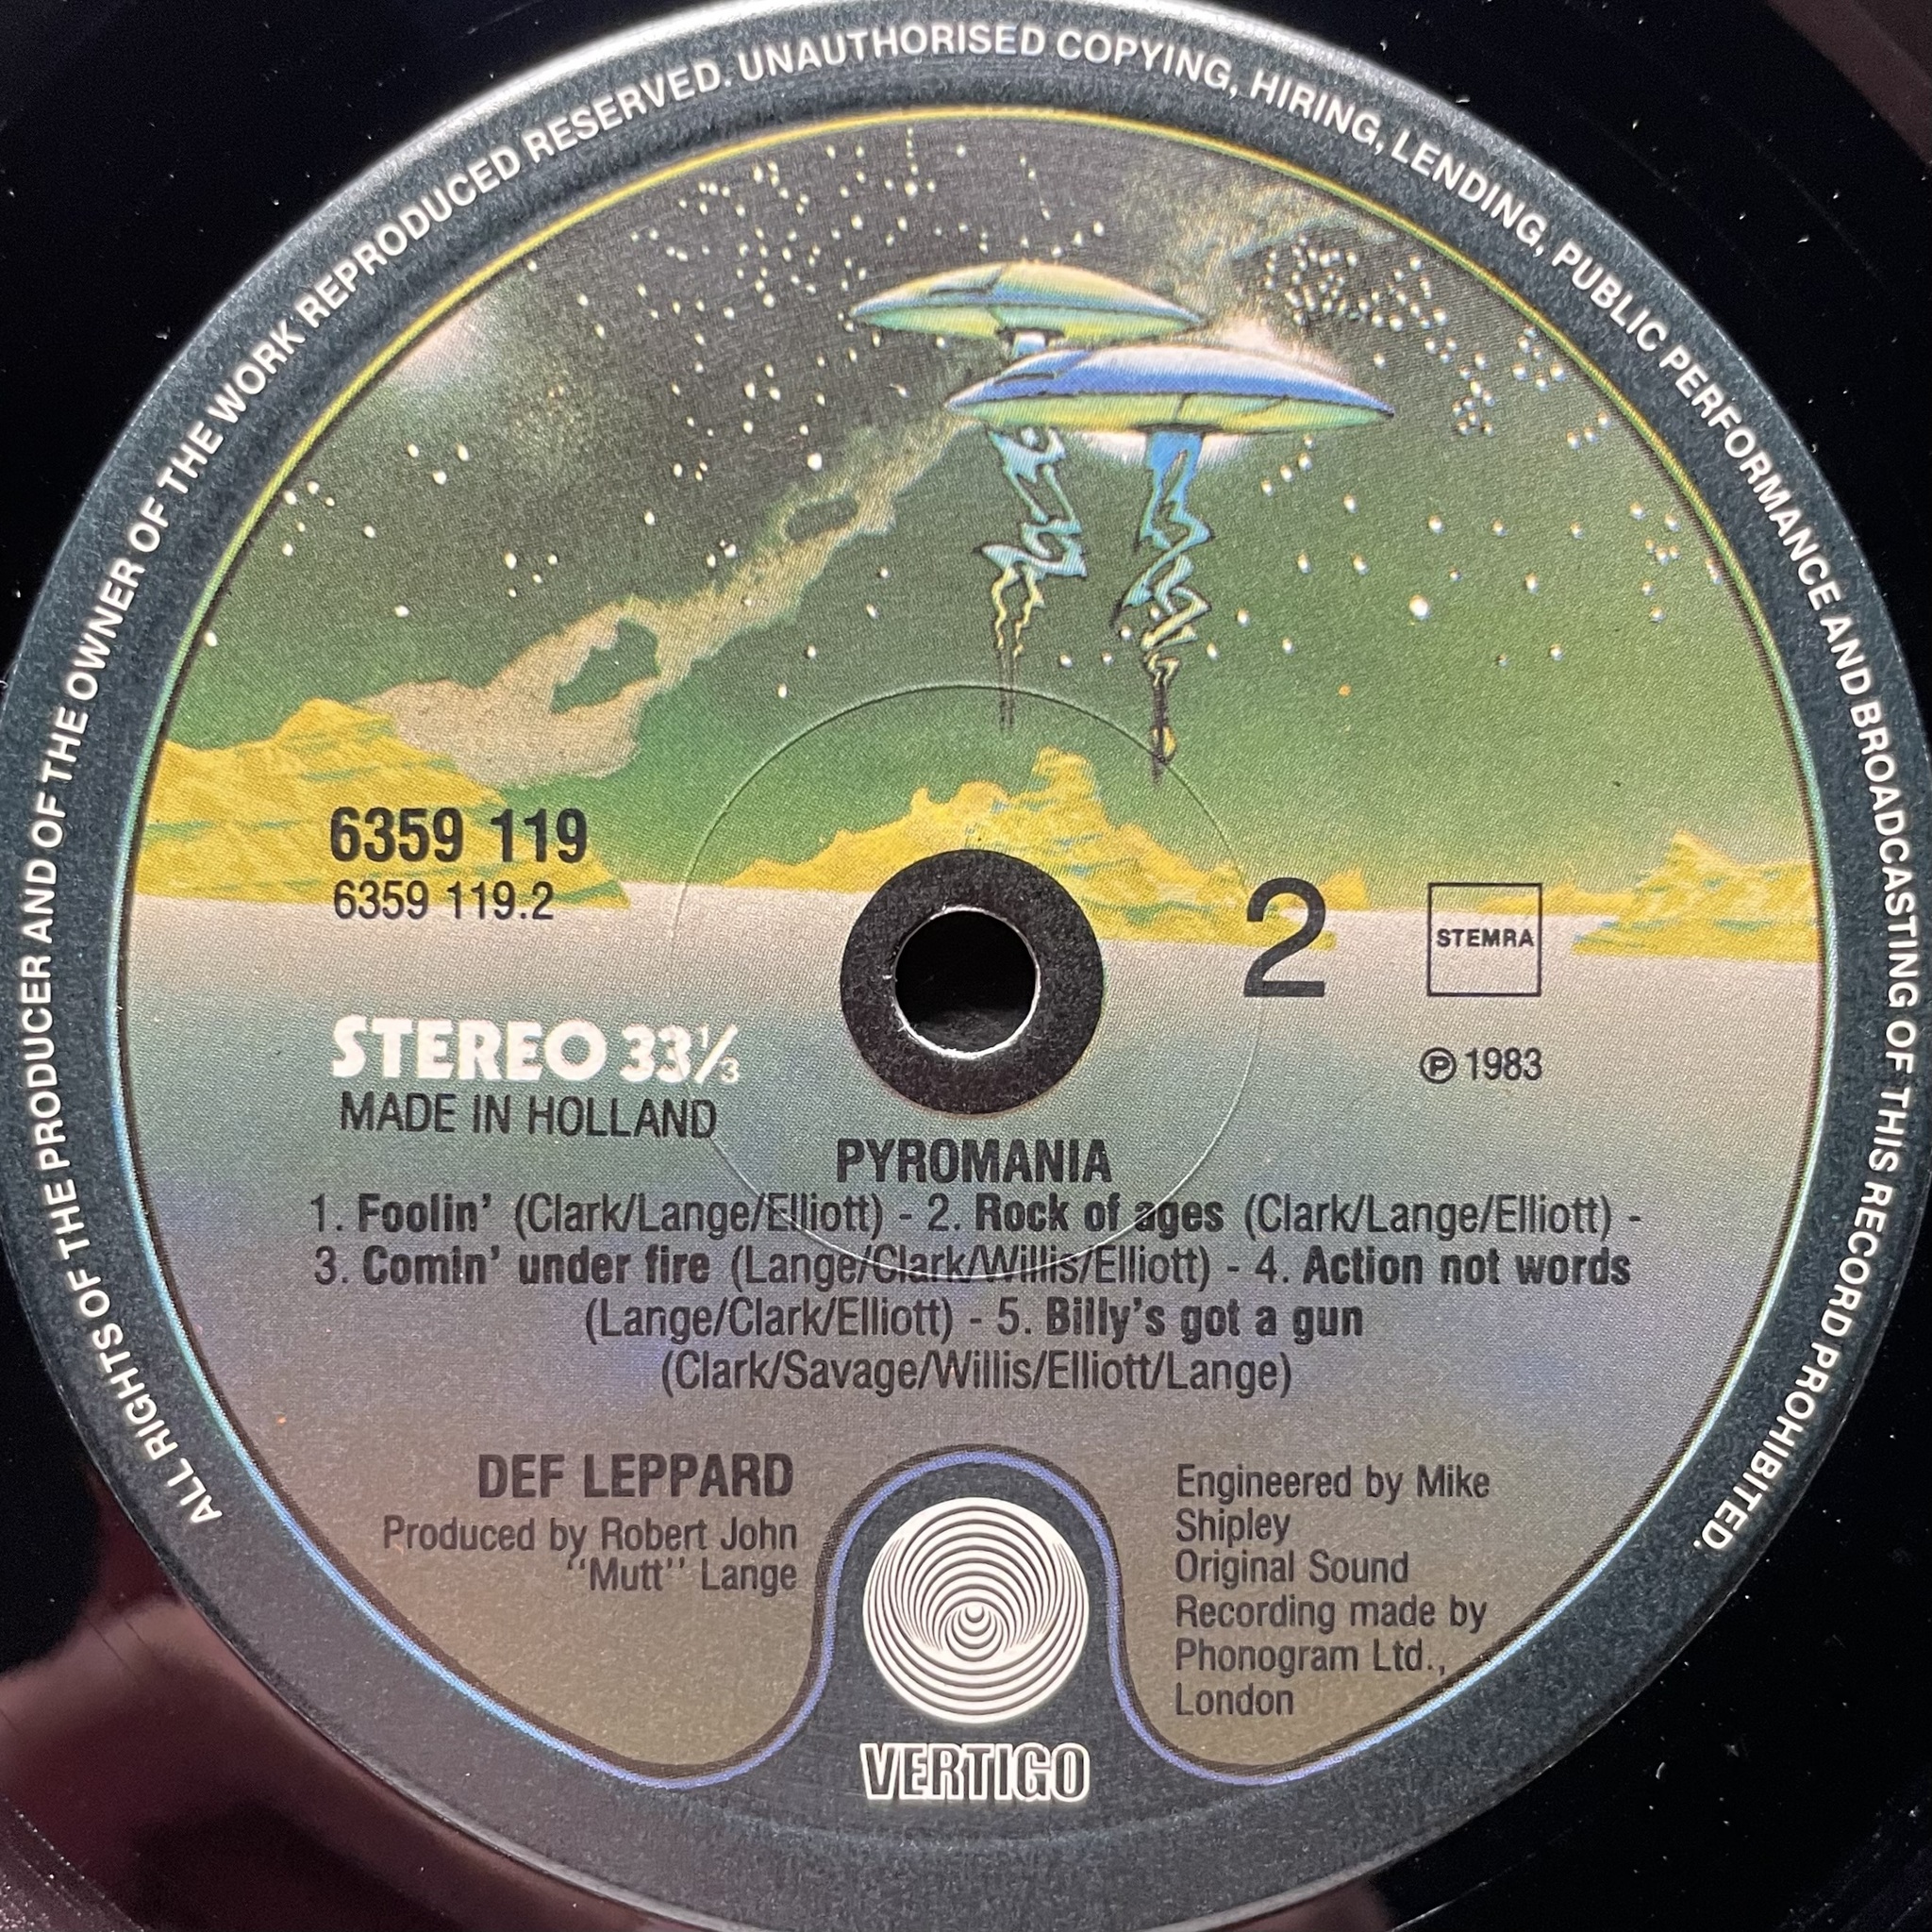 ALL RIGHTS OF THE PRODUCER AND OF THE OWNER OF THE WORK REPRODUCED RESERVED. UNAUTHORISED COPYING, HIRING, LENDING, PUBLIC PERFORMANCE AND BROADCASTING OF THIS RECORD PROHIBITED.
6359 119
6359 119.2
2
STEMRA
STEREO 33⅓
MADE IN HOLLAND
℗ 1983
PYROMANIA
1. Foolin' (Clark/Lange/Elliott) - 2. Rock of ages (Clark/Lange/Elliott) -
3. Comin' under fire (Lange/Clark/Willis/Elliott) - 4. Action not words
(Lange/Clark/Elliott) - 5. Billy's got a gun
(Clark/Savage/Willis/Elliott/Lange)
DEF LEPPARD
Produced by Robert John
"Mutt" Lange
Engineered by Mike
Shipley
Original Sound
Recording made by
Phonogram Ltd.,
London
VERTIGO